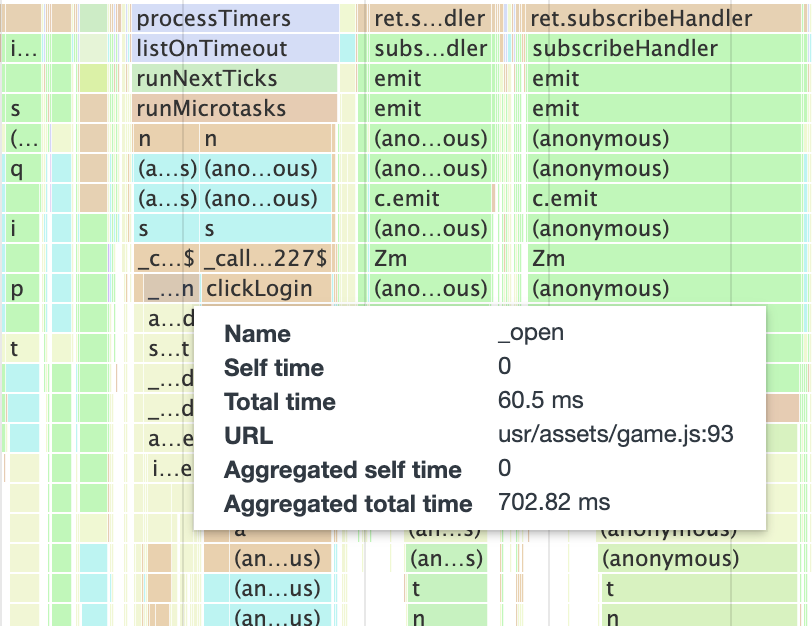 processTimers ret.s...dler ret.subscribeHandler
i... listOnTimeout subs...dler subscribeHandler
runNextTicks emit emit
s runMicrotasks emit emit
(... n n (ano...ous) (anonymous)
q (a...s) (ano...ous) (ano...ous) (anonymous)
(a...s) (ano...ous) c.emit c.emit
i s s (ano...ous) (anonymous)
_c...$ _call...227$ Zm Zm
p _...n clickLogin (ano...ous) (anonymous)
a...d
t s...t
_...d
_...d
a...e
i...e
Name _open
Self time 0
Total time 60.5 ms
URL usr/assets/game.js:93
Aggregated self time 0
Aggregated total time 702.82 ms
a (an...s) (anonymous)
(an...us) (an...s) (anonymous)
(an...us) t t
(an...us) n n